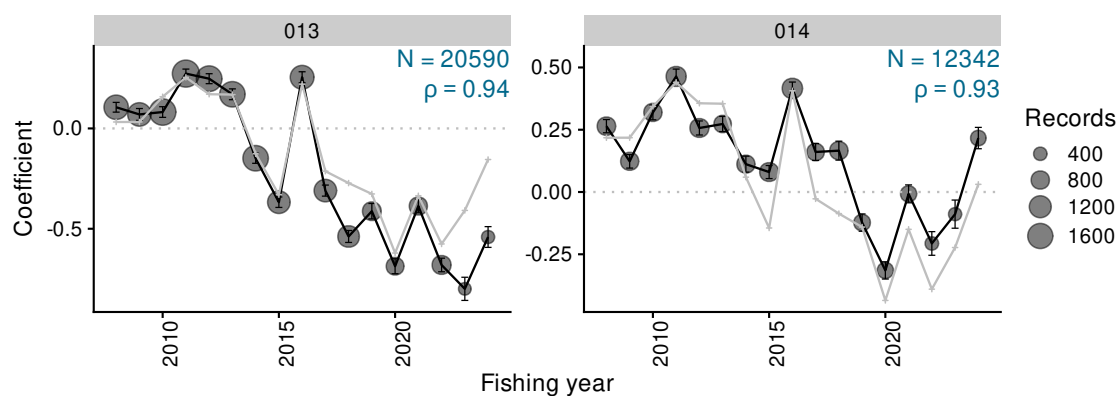 013
014
N = 20590
ρ = 0.94
N = 12342
ρ = 0.93
Coefficient
0.0
-0.5
0.50
0.25
0.00
-0.25
2010
2015
2020
2010
2015
2020
Fishing year
Records
400
800
1200
1600